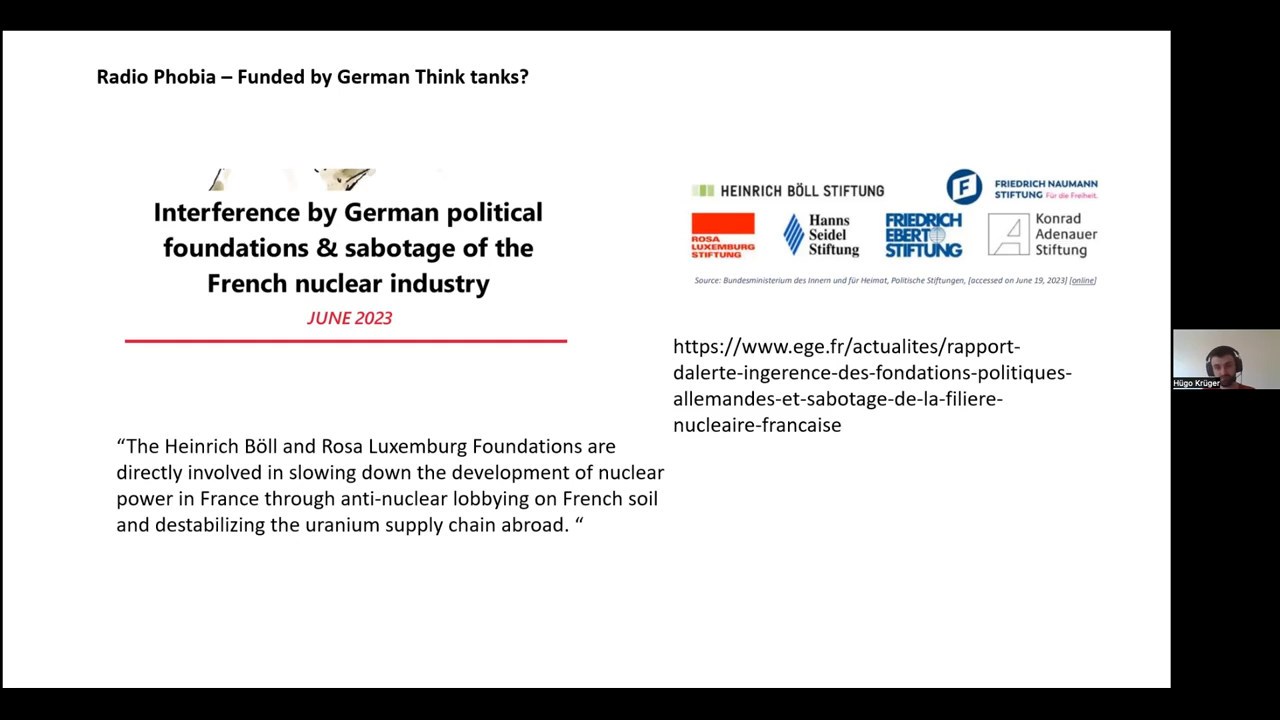 Radio Phobia – Funded by German Think tanks?
Interference by German political
foundations & sabotage of the
French nuclear industry
JUNE 2023
HEINRICH BÖLL STIFTUNG
FRIEDRICH NAUMANN
STIFTUNG Für die Freiheit.
ROSA
LUXEMBURG
STIFTUNG
Hanns
Seidel
Stiftung
FRIEDRICH
EBERT
STIFTUNG
Konrad
Adenauer
Stiftung
Source: Bundesministerium des Innern und für Heimat, Politische Stiftungen, [accessed on June 19, 2023] [online]
https://www.ege.fr/actualites/rapport-
dalerte-ingerence-des-fondations-politiques-
allemandes-et-sabotage-de-la-filiere-
nucleaire-francaise
“The Heinrich Böll and Rosa Luxemburg Foundations are
directly involved in slowing down the development of nuclear
power in France through anti-nuclear lobbying on French soil
and destabilizing the uranium supply chain abroad. “
Hügo Krüger